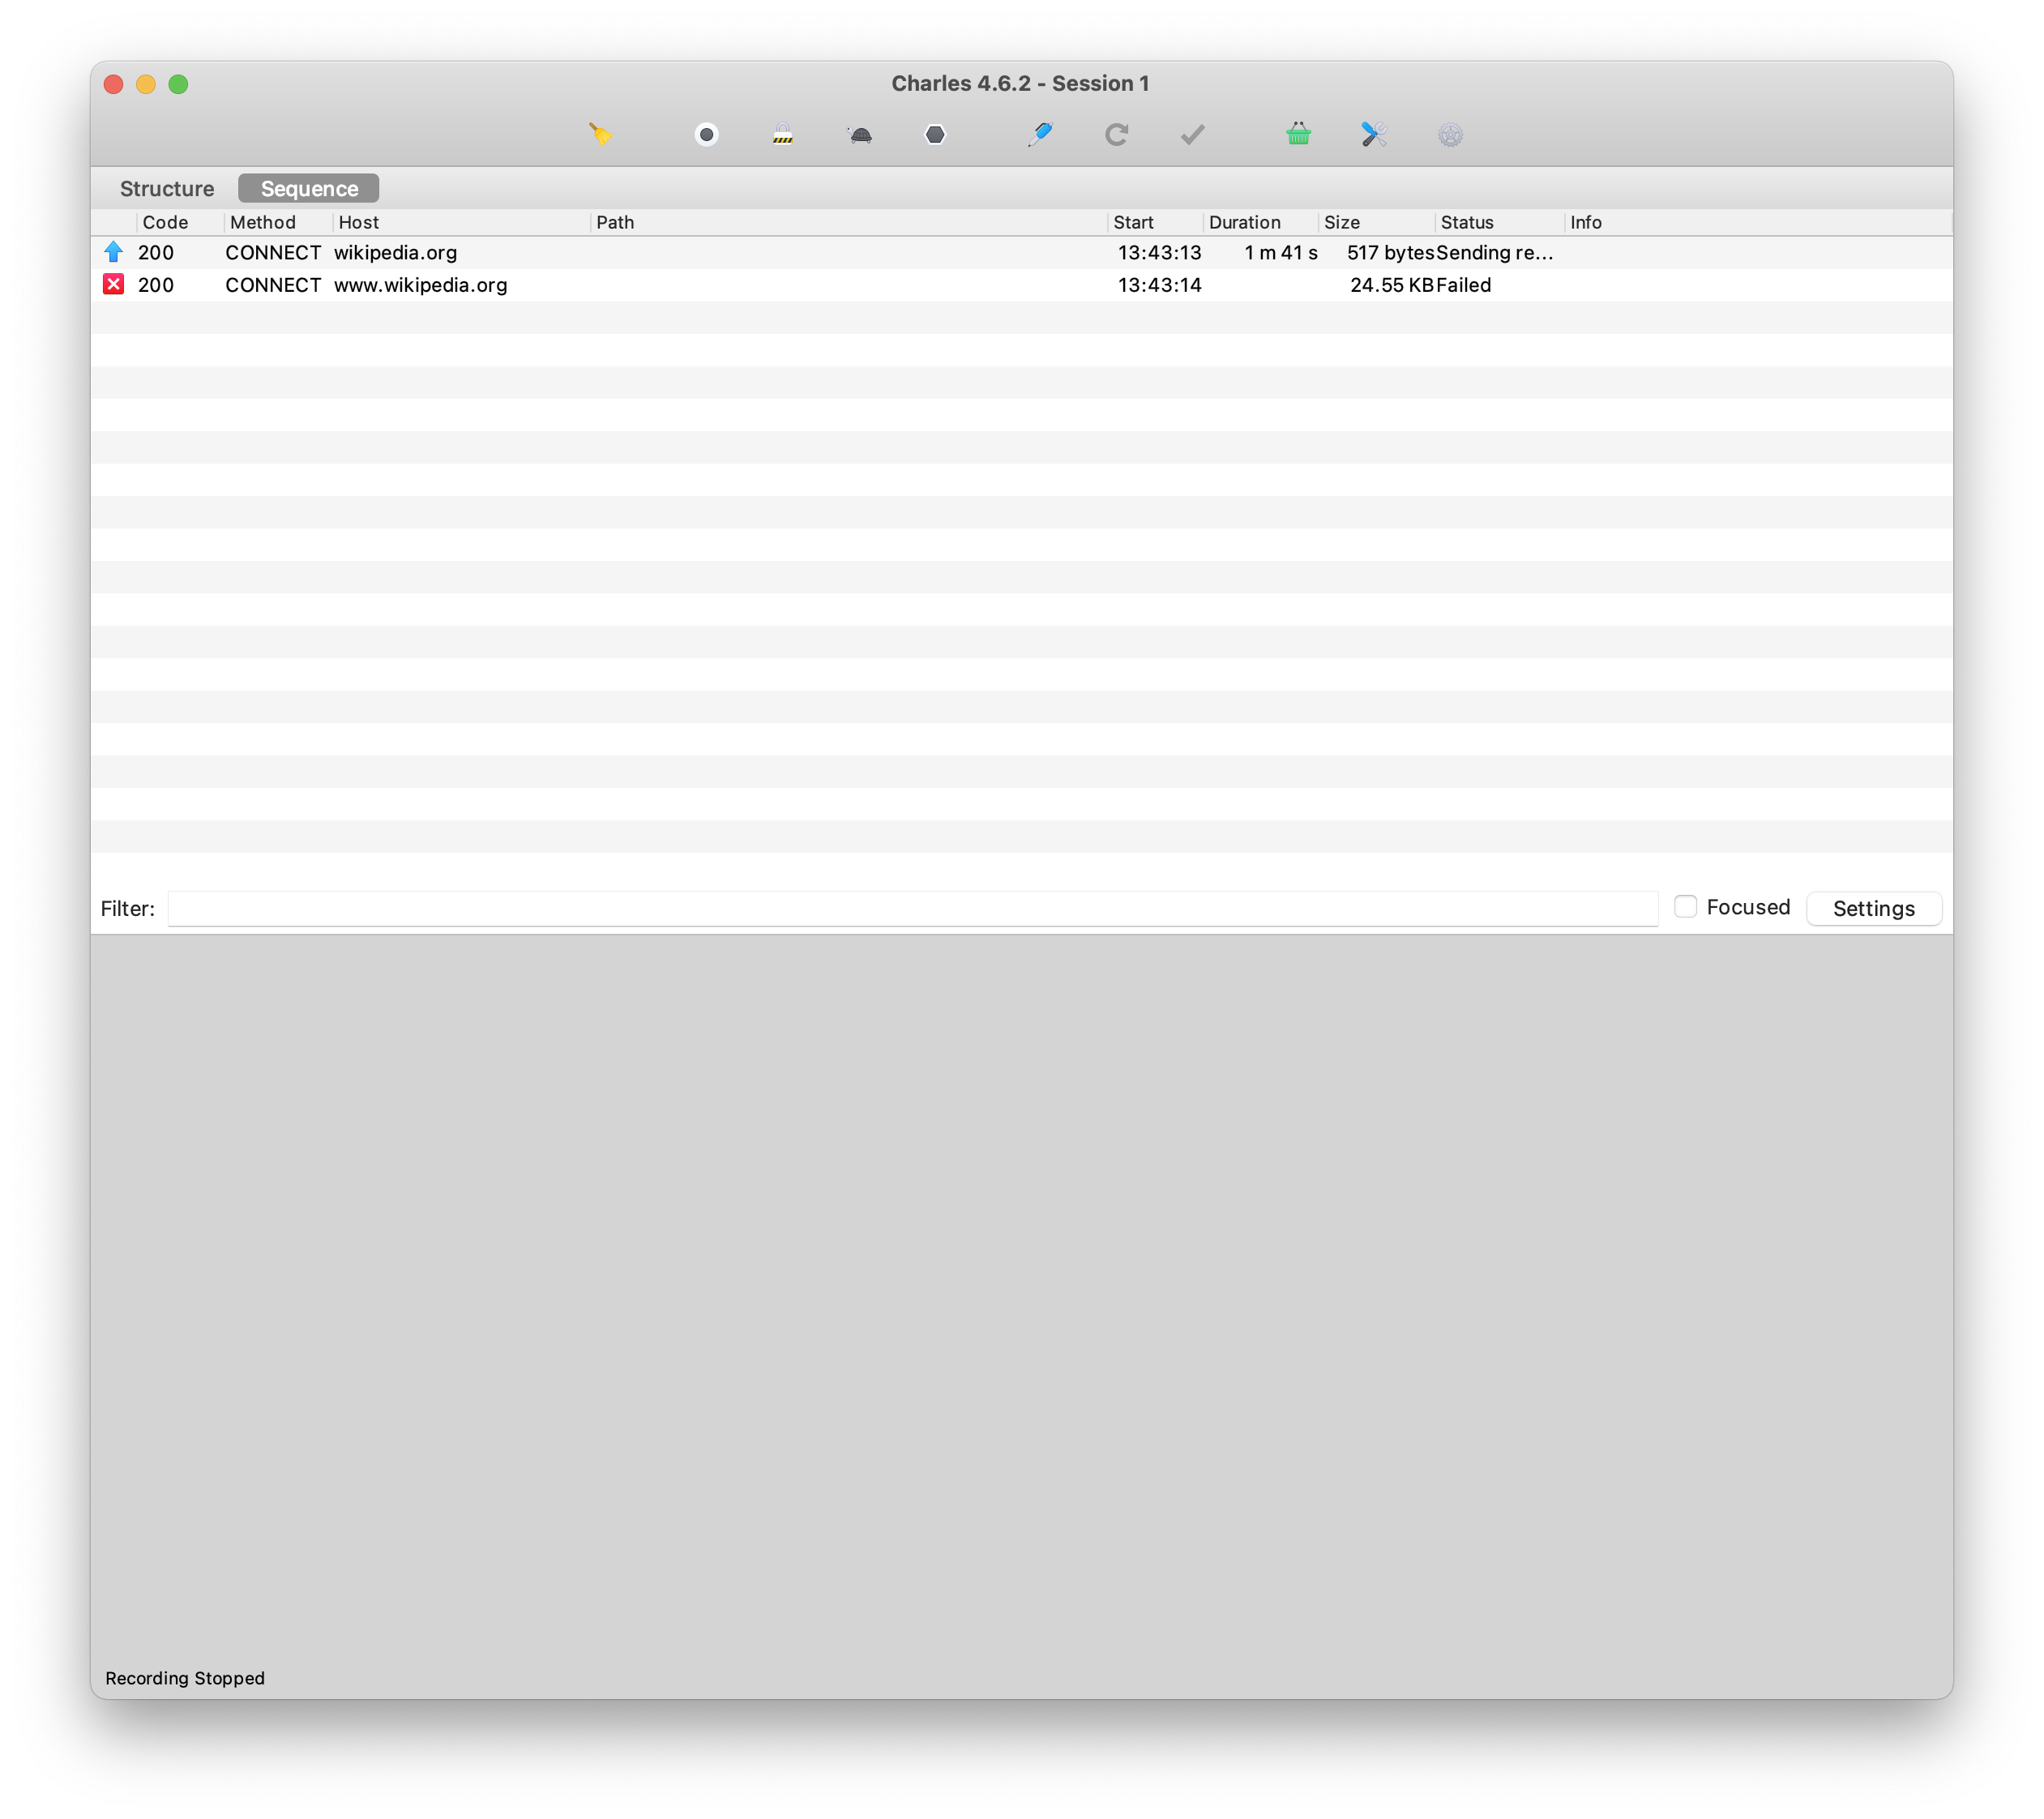 Charles 4.6.2 - Session 1
Structure Sequence
Code Method Host Path Start Duration Size Status Info
200 CONNECT wikipedia.org 13:43:13 1 m 41 s 517 bytes Sending re...
200 CONNECT www.wikipedia.org 13:43:14 24.55 KB Failed
Filter: Focused Settings
Recording Stopped